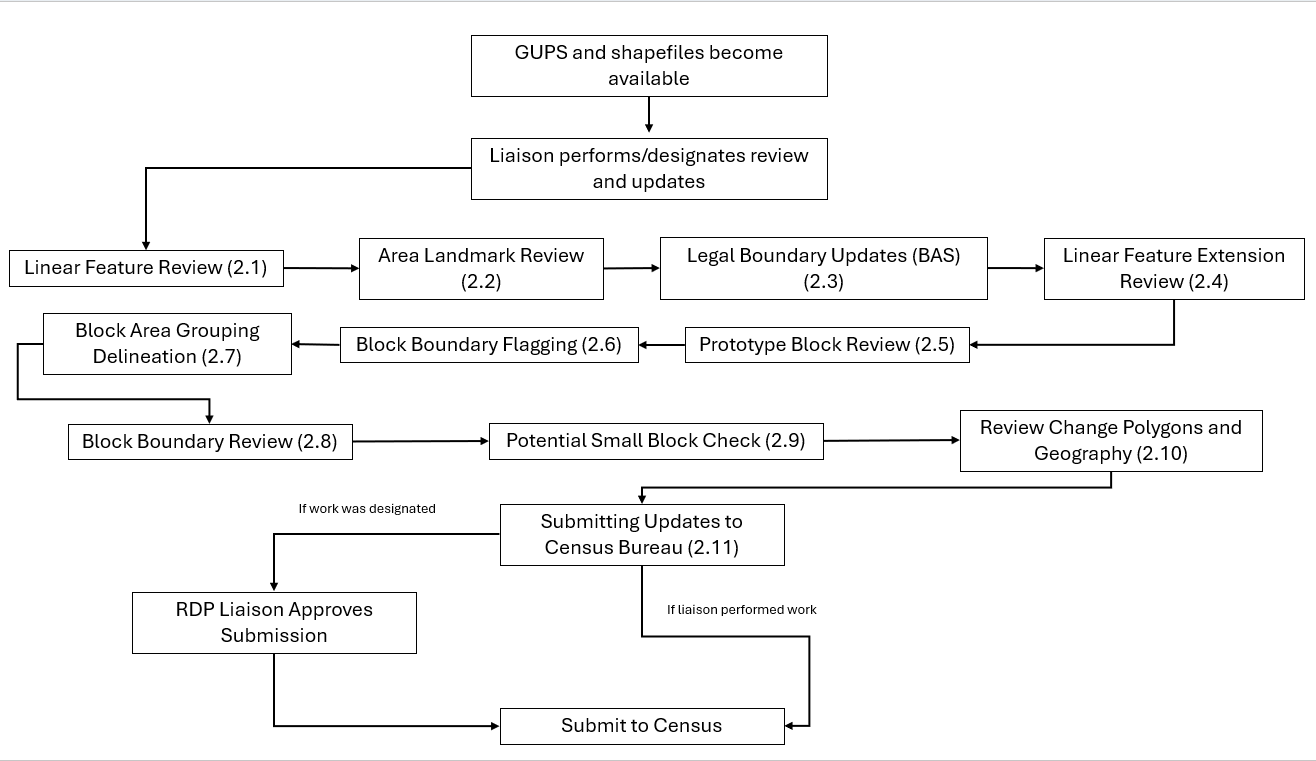 GUPS and shapefiles become
available
Liaison performs/designates review
and updates
Linear Feature Review (2.1)
Area Landmark Review
(2.2)
Legal Boundary Updates (BAS)
(2.3)
Linear Feature Extension
Review (2.4)
Block Area Grouping
Delineation (2.7)
Block Boundary Flagging (2.6)
Prototype Block Review (2.5)
Block Boundary Review (2.8)
Potential Small Block Check (2.9)
Review Change Polygons and
Geography (2.10)
If work was designated
Submitting Updates to
Census Bureau (2.11)
RDP Liaison Approves
Submission
If liaison performed work
Submit to Census